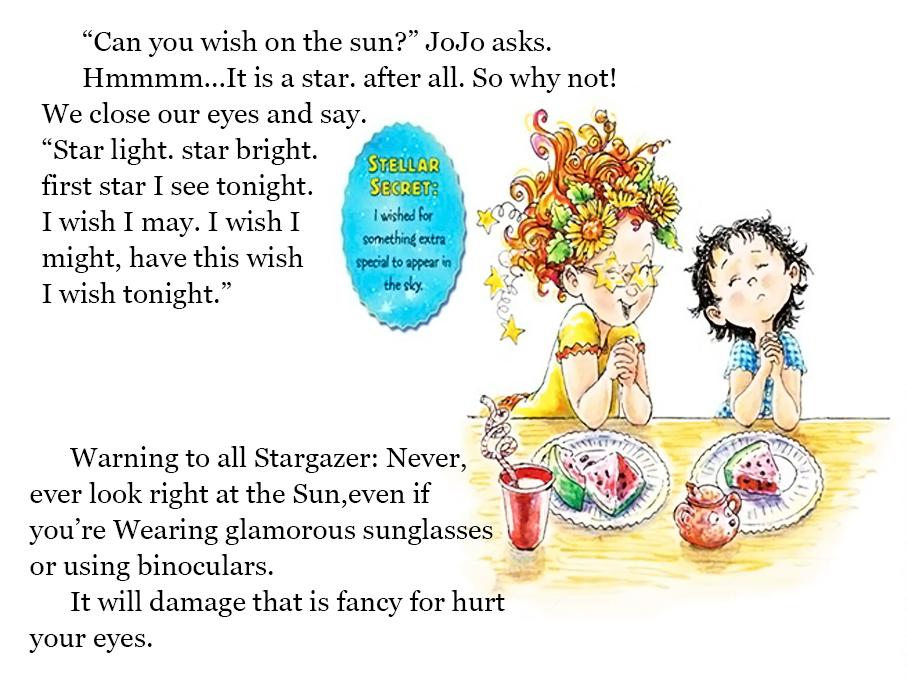 “Can you wish on the sun?” JoJo asks.
Hmmmm...It is a star. after all. So why not!
We close our eyes and say.
“Star light. star bright.
first star I see tonight.
I wish I may. I wish I
might, have this wish
I wish tonight.”
STELLAR
SECRET:
I wished for
something extra
special to appear in
the sky.
Warning to all Stargazer: Never,
ever look right at the Sun,even if
you’re Wearing glamorous sunglasses
or using binoculars.
It will damage that is fancy for hurt
your eyes.